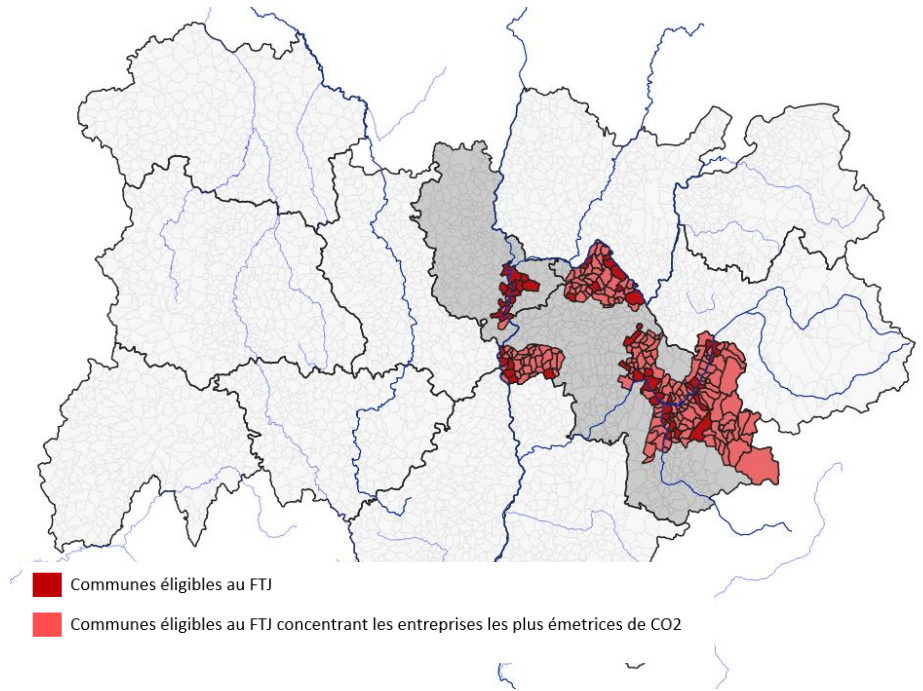 Communes éligibles au FTJ
Communes éligibles au FTJ concentrant les entreprises les plus émetrices de CO2